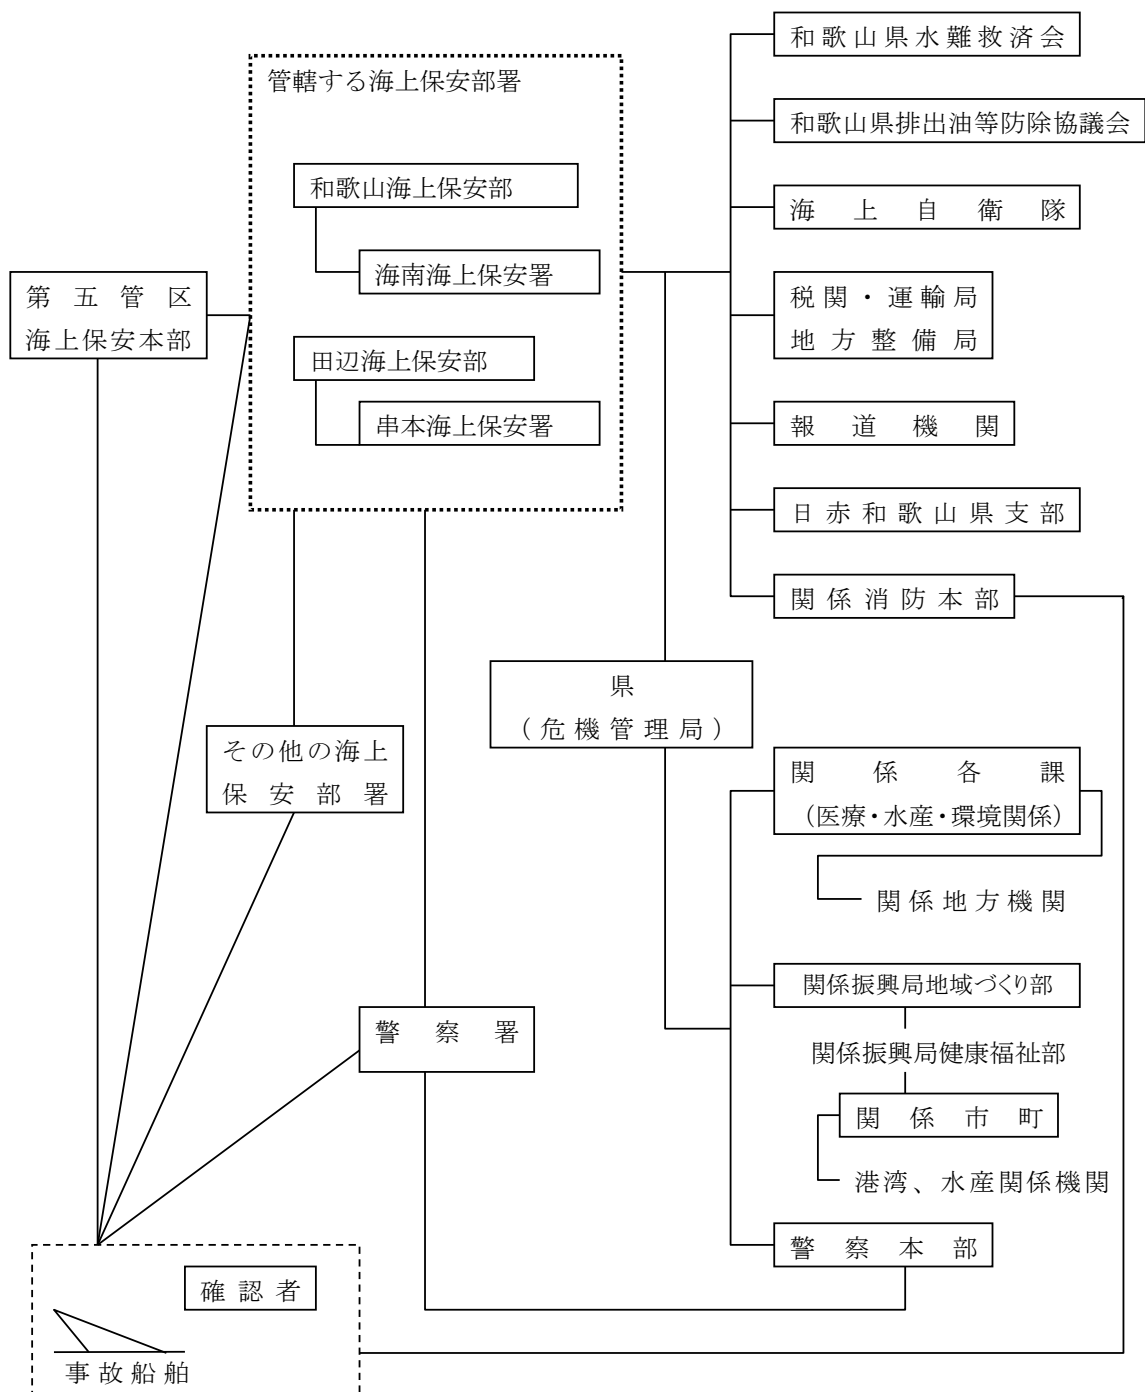 和歌山県水難救済会
管轄する海上保安部署
和歌山県排出油等防除協議会
和歌山海上保安部
海上自衛隊
海南海上保安署
第五管区
海上保安本部
税関・運輸局
地方整備局
田辺海上保安部
串本海上保安署
報道機関
日赤和歌山県支部
関係消防本部
県
(危機管理局)
その他の海上
保安部署
関係各課
(医療・水産・環境関係)
関係地方機関
関係振興局地域づくり部
警察署
関係振興局健康福祉部
関係市町
港湾、水産関係機関
警察本部
確認者
事故船舶